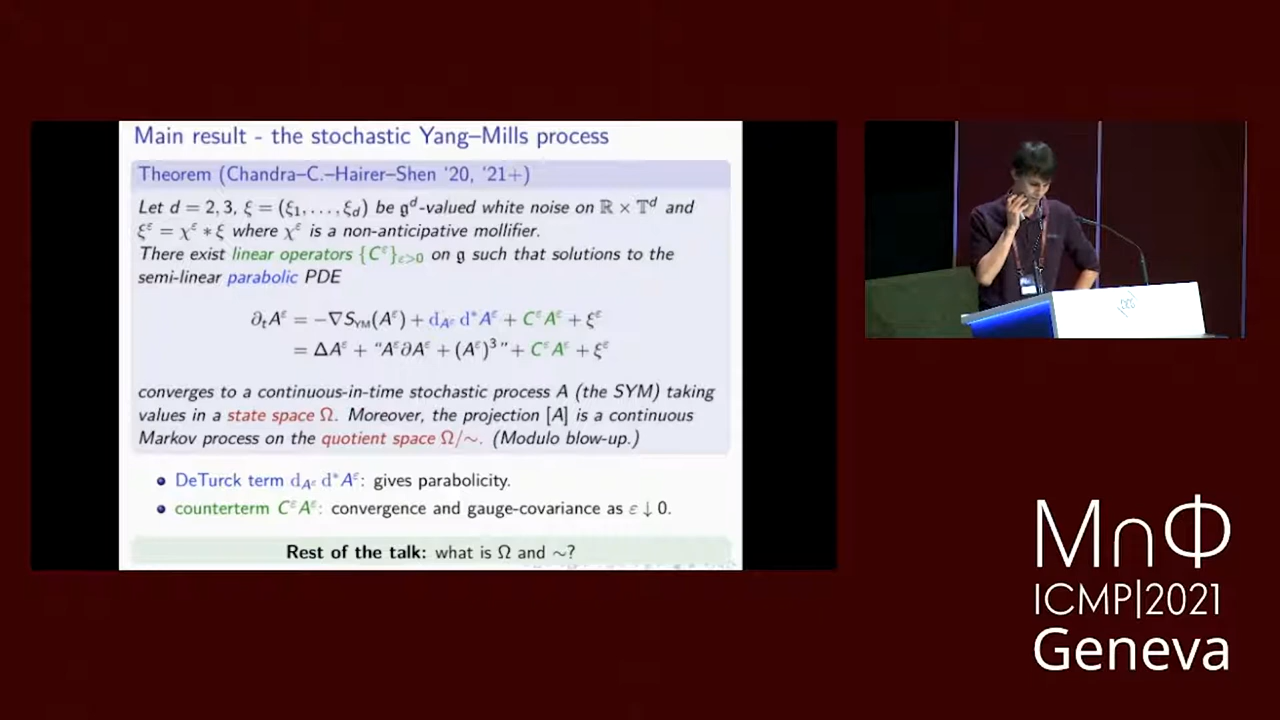 Main result - the stochastic Yang–Mills process
Theorem (Chandra–C.–Hairer–Shen '20, '21+)
Let d = 2, 3, ξ = (ξ₁, . . . , ξ_d) be 𝔤^d-valued white noise on ℝ × 𝕋^d and
ξ^ε = χ^ε * ξ where χ^ε is a non-anticipative mollifier.
There exist linear operators {C^ε}_{ε>0} on 𝔤 such that solutions to the
semi-linear parabolic PDE
∂_t A^ε = −∇S_YM(A^ε) + d_{A^ε} d*A^ε + C^ε A^ε + ξ^ε
= ΔA^ε + "A^ε ∂A^ε + (A^ε)³" + C^ε A^ε + ξ^ε
converges to a continuous-in-time stochastic process A (the SYM) taking
values in a state space Ω. Moreover, the projection [A] is a continuous
Markov process on the quotient space Ω/∼. (Modulo blow-up.)
• DeTurck term d_{A^ε} d*A^ε: gives parabolicity.
• counterterm C^ε A^ε: convergence and gauge-covariance as ε ↓ 0.
Rest of the talk: what is Ω and ∼?
M∩Φ
ICMP|2021
Geneva